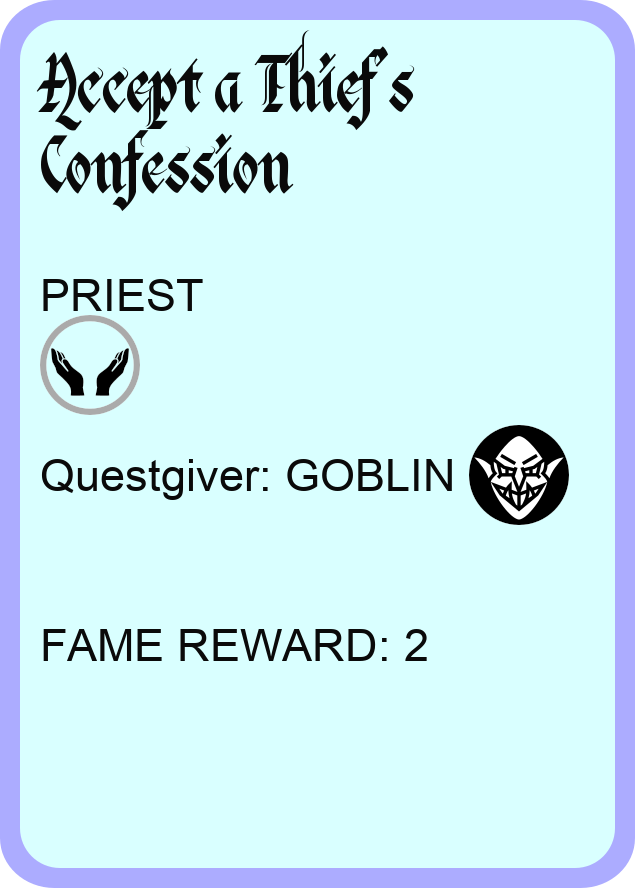 Accept a Thief's
Confession
PRIEST
Questgiver: GOBLIN
FAME REWARD: 2